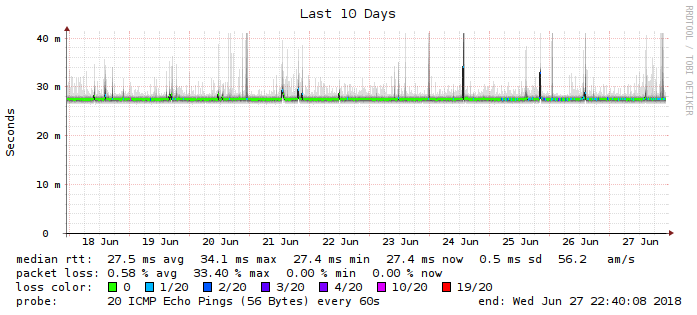 Last 10 Days
RRDTOOL / TOBI OETIKER
Seconds
40 m
30 m
20 m
10 m
0
18 Jun 19 Jun 20 Jun 21 Jun 22 Jun 23 Jun 24 Jun 25 Jun 26 Jun 27 Jun
median rtt: 27.5 ms avg 34.1 ms max 27.4 ms min 27.4 ms now 0.5 ms sd 56.2 am/s
packet loss: 0.58 % avg 33.40 % max 0.00 % min 0.00 % now
loss color: 0 1/20 2/20 3/20 4/20 10/20 19/20
probe: 20 ICMP Echo Pings (56 Bytes) every 60s end: Wed Jun 27 22:40:08 2018